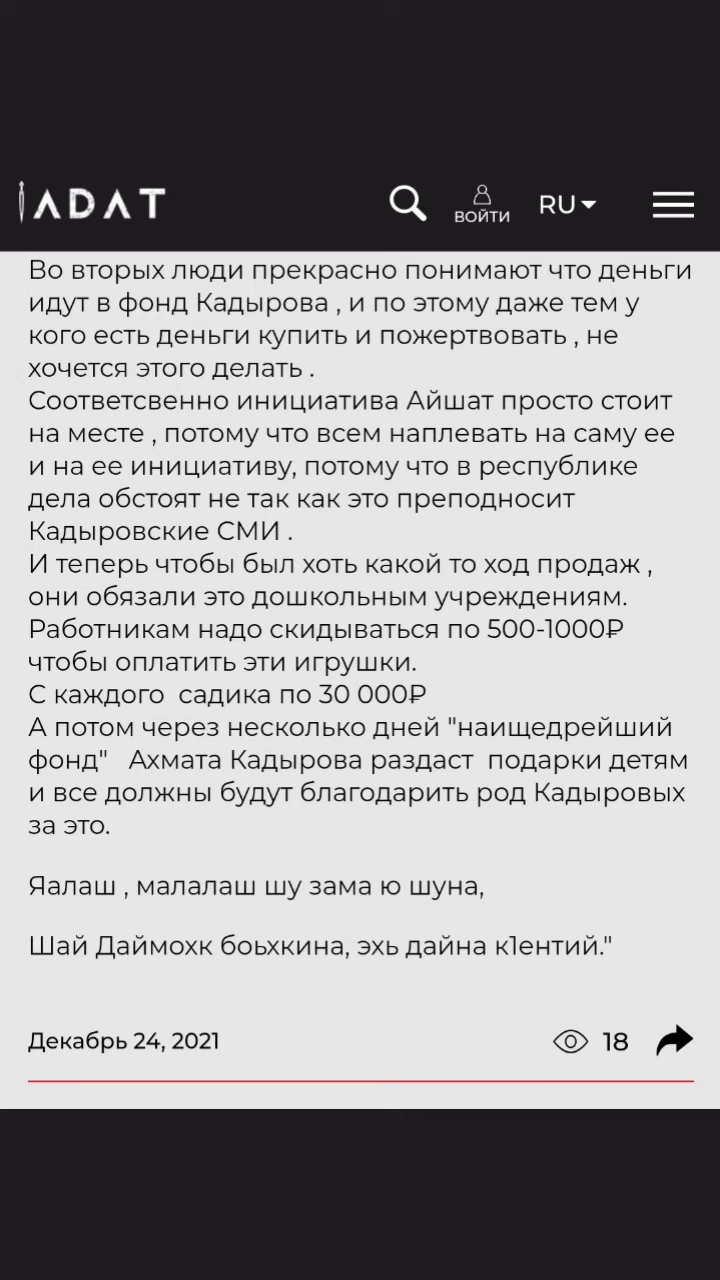 ADAT
ВОЙТИ
RU
Во вторых люди прекрасно понимают что деньги
идут в фонд Кадырова , и по этому даже тем у
кого есть деньги купить и пожертвовать , не
хочется этого делать .
Соответсвенно инициатива Айшат просто стоит
на месте , потому что всем наплевать на саму ее
и на ее инициативу, потому что в республике
дела обстоят не так как это преподносит
Кадыровские СМИ .
И теперь чтобы был хоть какой то ход продаж ,
они обязали это дошкольным учреждениям.
Работникам надо скидываться по 500-1000₽
чтобы оплатить эти игрушки.
С каждого  садика по 30 000₽
А потом через несколько дней "наищедрейший
фонд"   Ахмата Кадырова раздаст  подарки детям
и все должны будут благодарить род Кадыровых
за это.
Яалаш , малалаш шу зама ю шуна,
Шай Даймохк боьхкина, эхь дайна к1ентий."
Декабрь 24, 2021
18